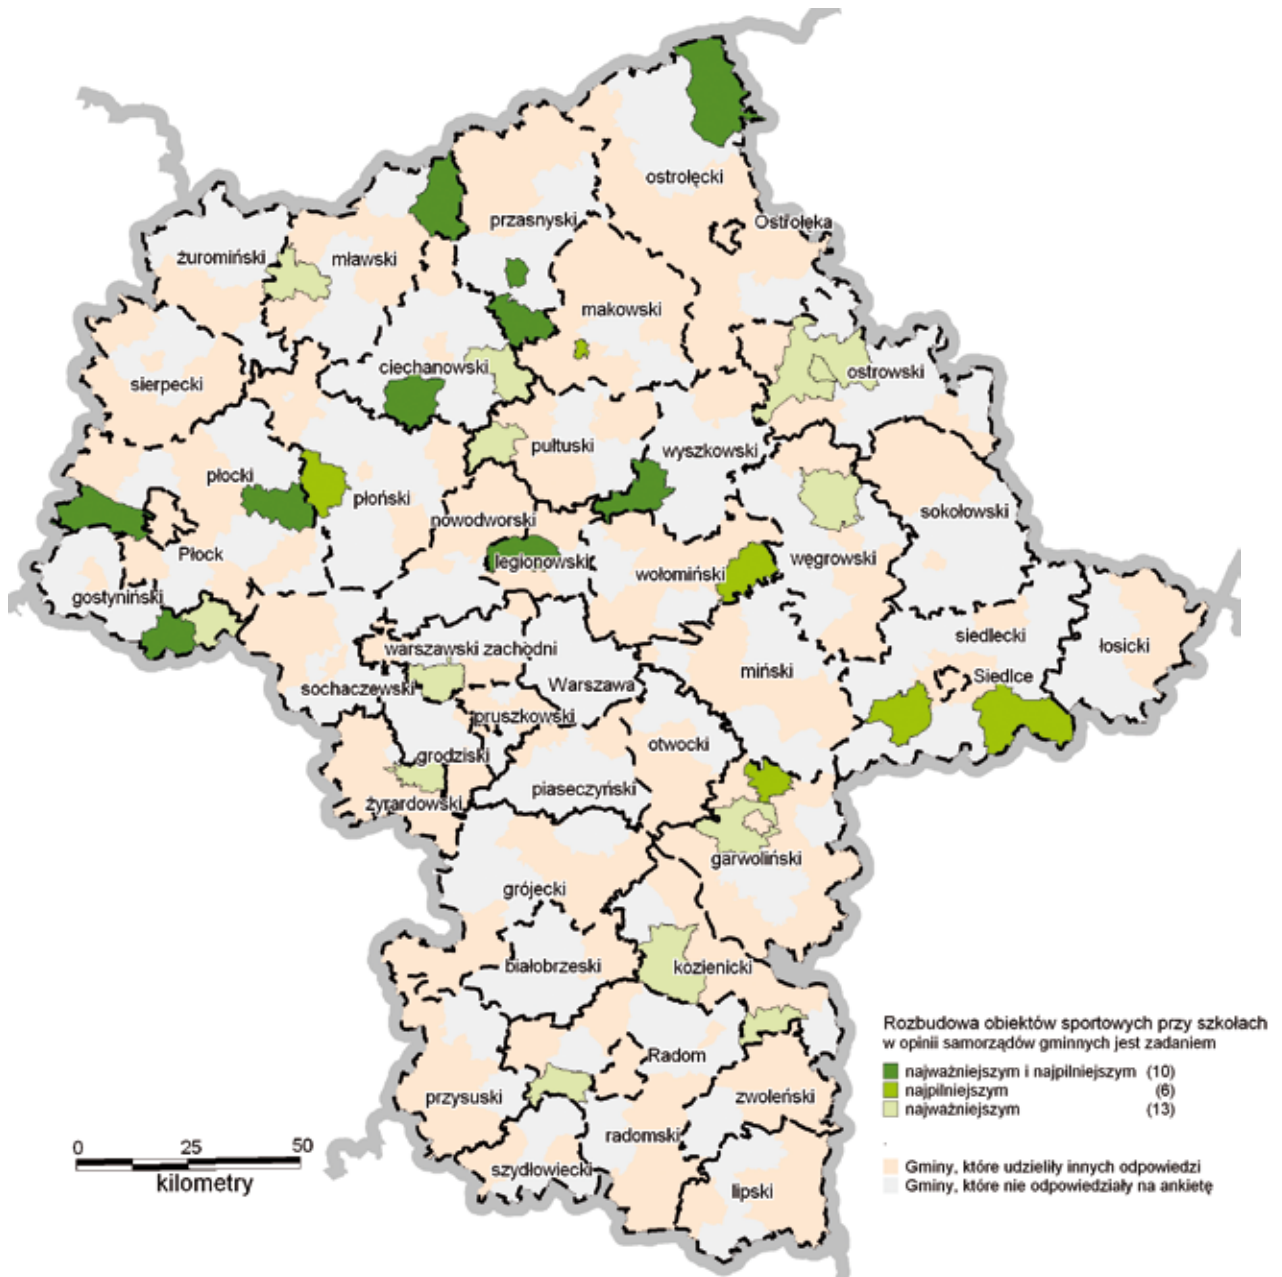 ostrołęcki
Ostrołęka
przasnyski
żuromiński
mławski
makowski
ciechanowski
ostrowski
sierpecki
pułtuski
wyszkowski
płocki
płoński
sokołowski
nowodworski
Płock
legionowski
wołomiński
węgrowski
gostyniński
siedlecki
łosicki
warszawski zachodni
miński
Siedlce
sochaczewski
Warszawa
pruszkowski
otwocki
grodziski
piaseczyński
żyrardowski
garwoliński
grójecki
białobrzeski
kozienicki
Radom
przysuski
zwoleński
radomski
szydłowiecki
lipski
Rozbudowa obiektów sportowych przy szkołach
w opinii samorządów gminnych jest zadaniem
najważniejszym i najpilniejszym (10)
najpilniejszym (6)
najważniejszym (13)
Gminy, które udzieliły innych odpowiedzi
Gminy, które nie odpowiedziały na ankietę
0 25 50
kilometry